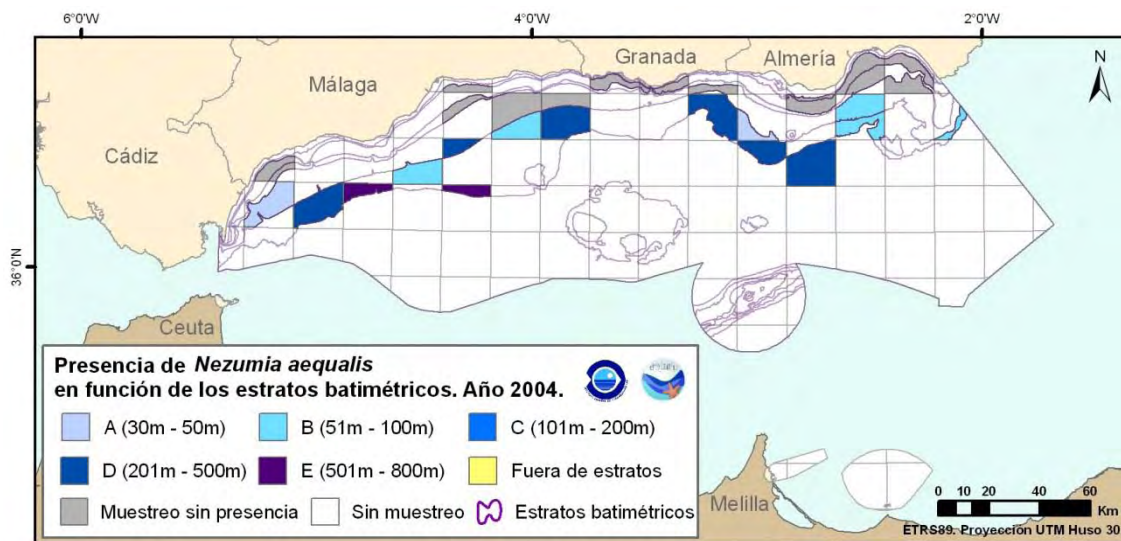 6°0'W
4°0'W
2°0'W
Granada
Almería
N
Málaga
Cádiz
36°0'N
Ceuta
Presencia de Nezumia aequalis
en función de los estratos batimétricos. Año 2004.
A (30m - 50m)
B (51m - 100m)
C (101m - 200m)
D (201m - 500m)
E (501m - 800m)
Fuera de estratos
Muestreo sin presencia
Sin muestreo
Estratos batimétricos
Melilla
0 10 20 40 60
Km
ETRS89. Proyección UTM Huso 30